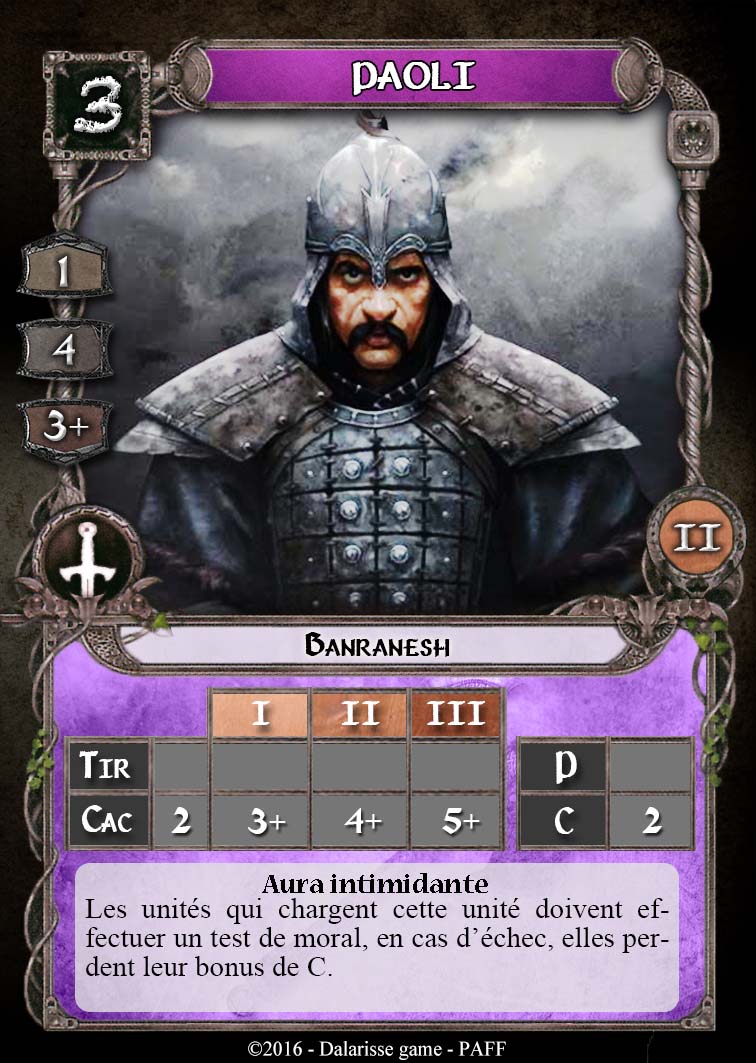 3
PAOLI
1
4
3+
II
BANRANESH
I II III
TIR P
CAC 2 3+ 4+ 5+ C 2
Aura intimidante
Les unités qui chargent cette unité doivent ef-
fectuer un test de moral, en cas d’échec, elles per-
dent leur bonus de C.
©2016 - Dalarisse game - PAFF